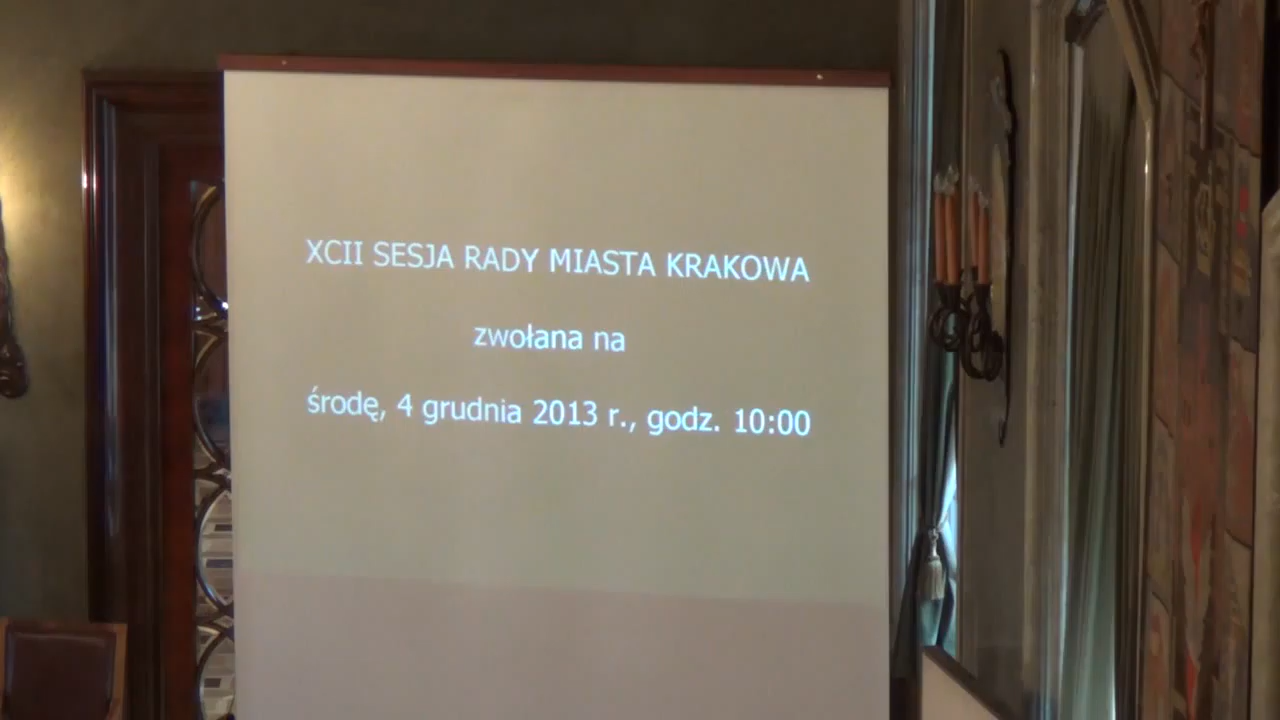 XCII SESJA RADY MIASTA KRAKOWA
zwołana na
środę, 4 grudnia 2013 r., godz. 10:00